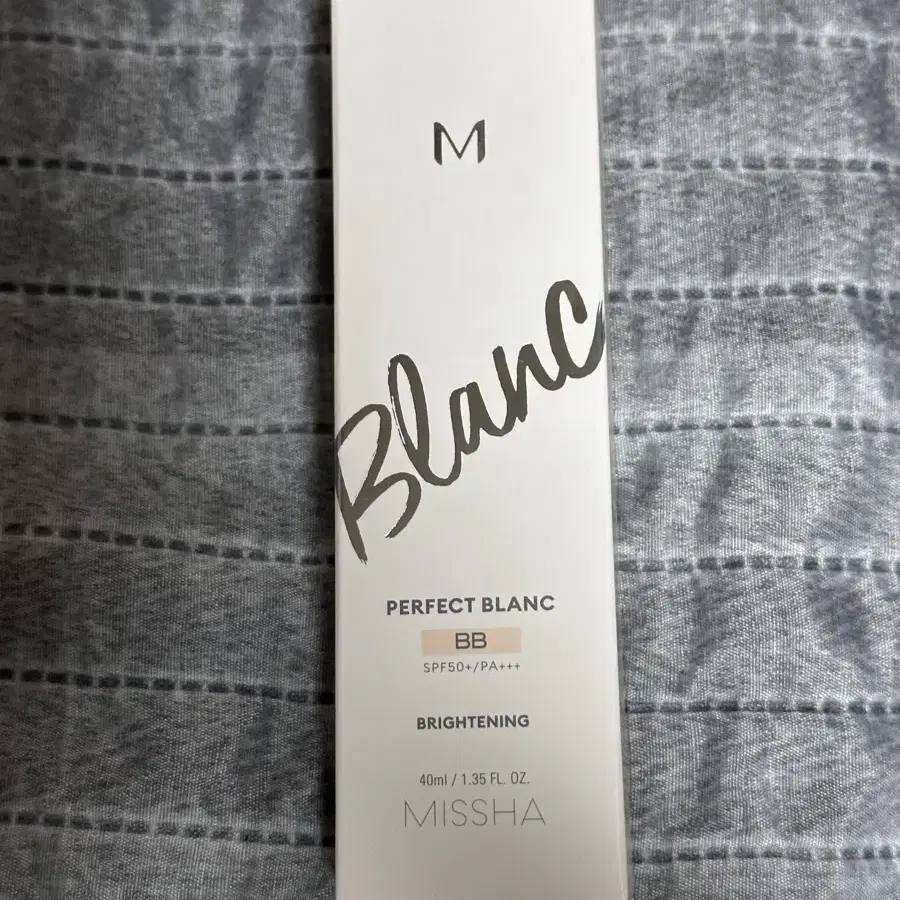 M
Blanc
PERFECT BLANC
BB
SPF50+/PA+++
BRIGHTENING
40ml / 1.35 FL. OZ.
MISSHA